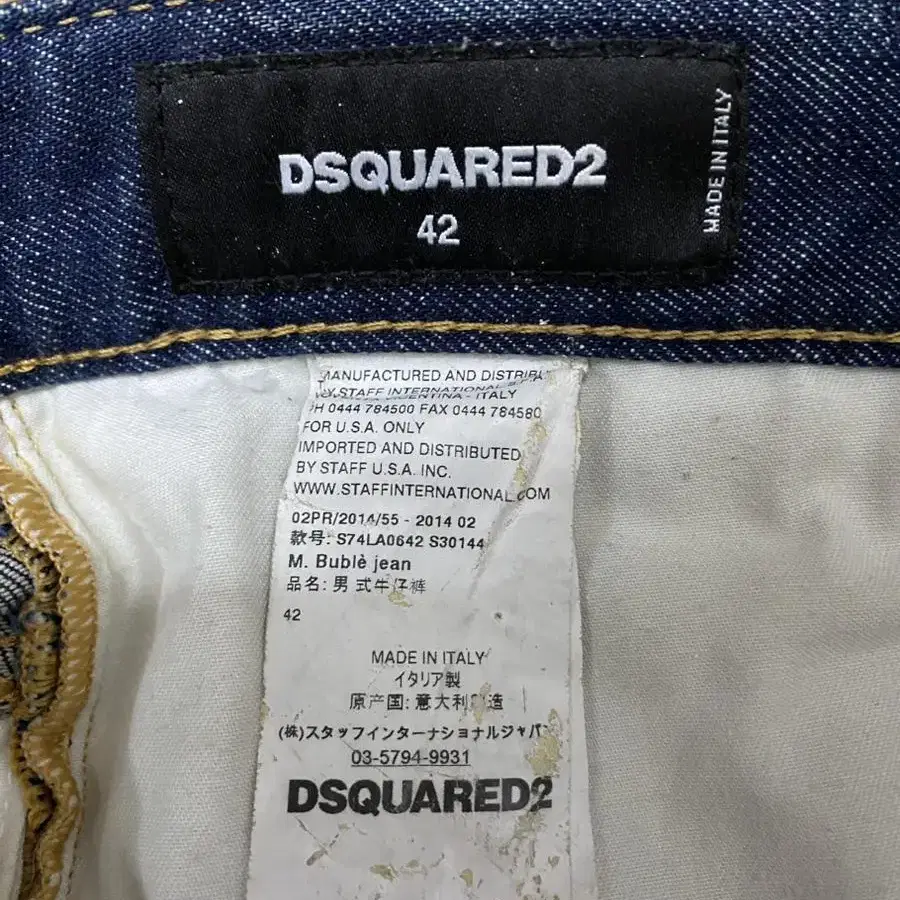 DSQUARED2
42
MADE IN ITALY
MANUFACTURED AND
BY STAFF INTERNATIONAL
- ITALY
PH 0444 784500 FAX 0444 784580
FOR U.S.A. ONLY
IMPORTED AND DISTRIBUTED
BY STAFF U.S.A. INC.
WWW.STAFFINTERNATIONAL.COM
02PR/2014/55 - 2014 02
款号: S74LA0642 S30144
M. Bublè jean
品名: 男式牛仔裤
42
MADE IN ITALY
イタリア製
原产国: 意大利 造
(株)スタッフインターナショナルジャパン
03-5794-9931
DSQUARED2